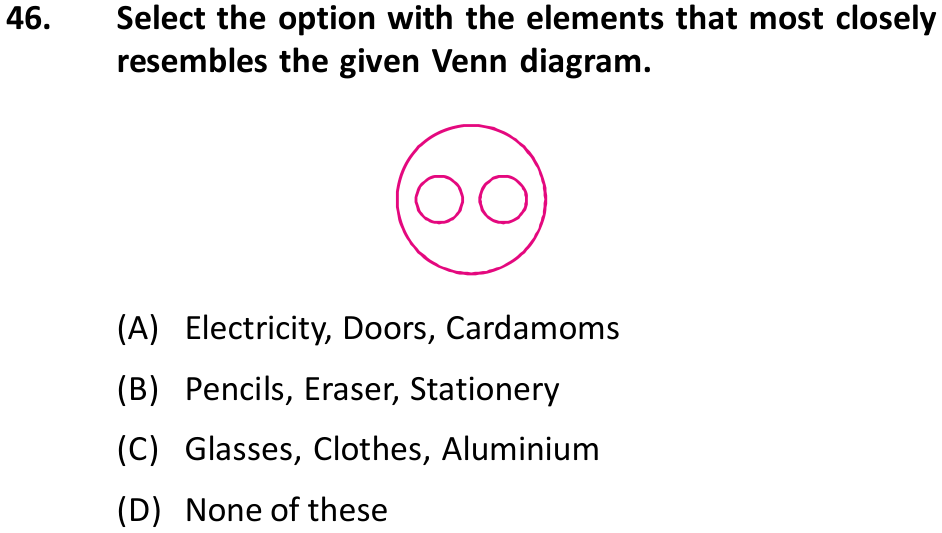 46. Select the option with the elements that most closely
resembles the given Venn diagram.
(A) Electricity, Doors, Cardamoms
(B) Pencils, Eraser, Stationery
(C) Glasses, Clothes, Aluminium
(D) None of these